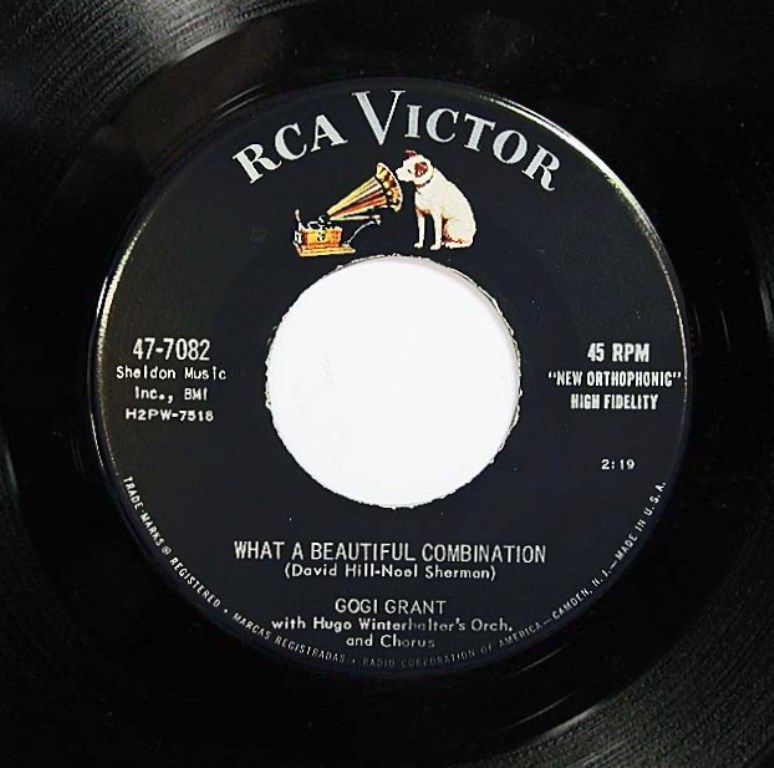 RCA VICTOR
47-7082
Sheldon Music
Inc., BMI
H2PW-7518
45 RPM
"NEW ORTHOPHONIC"
HIGH FIDELITY
2:19
WHAT A BEAUTIFUL COMBINATION
(David Hill-Noel Sherman)
GOGI GRANT
with Hugo Winterhalter's Orch.
and Chorus
TRADE-MARKS ® REGISTERED • MARCAS REGISTRADAS • RADIO CORPORATION OF AMERICA—CAMDEN, N.J.—MADE IN U.S.A.